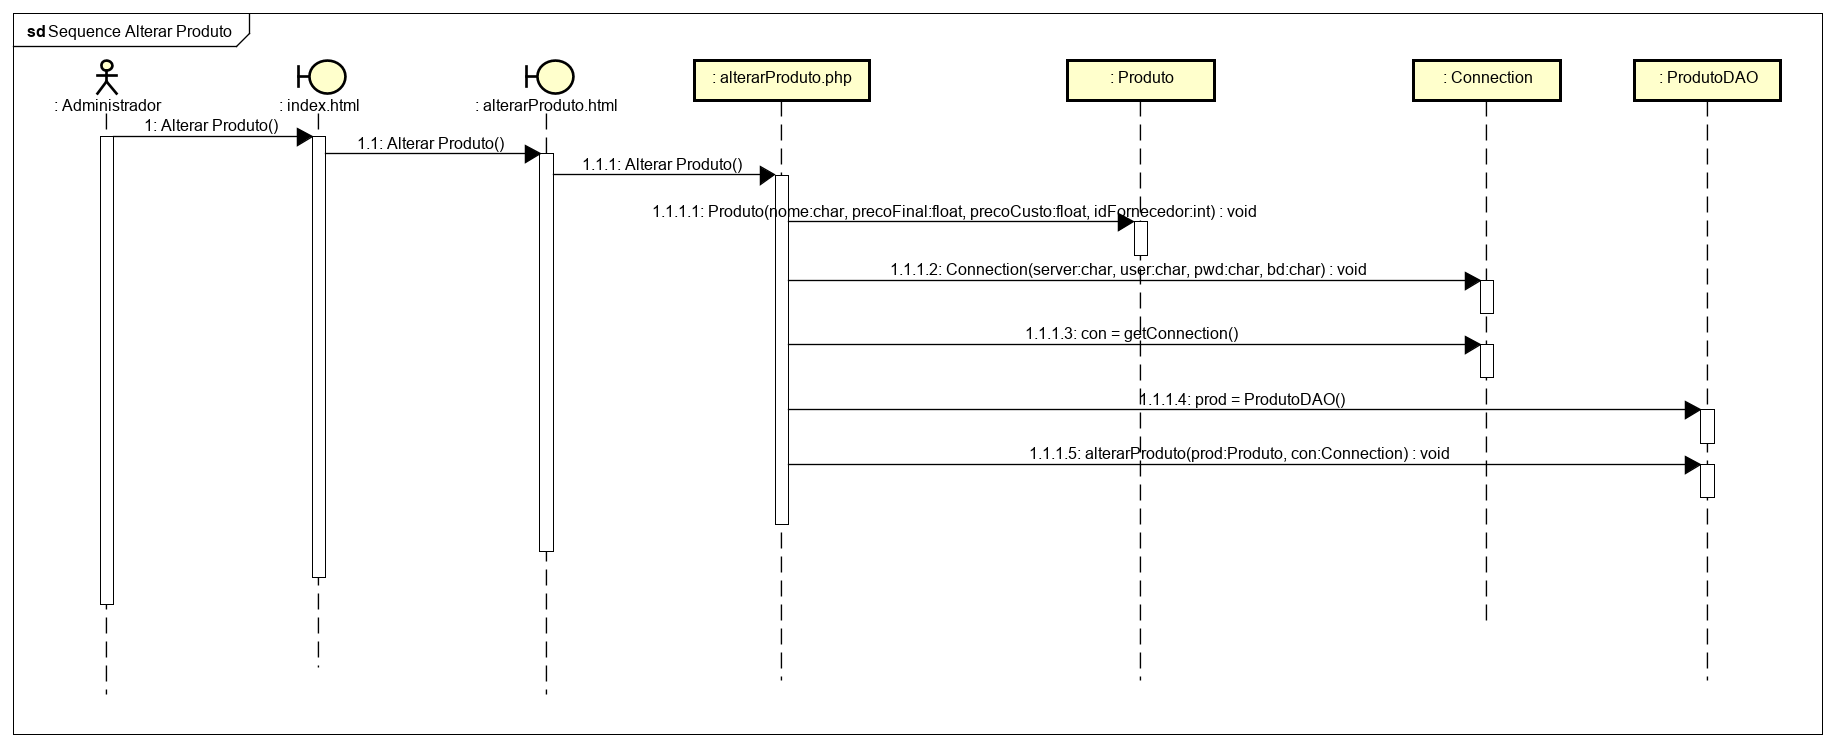 sd Sequence Alterar Produto
: Administrador
: index.html
: alterarProduto.html
: alterarProduto.php
: Produto
: Connection
: ProdutoDAO
1: Alterar Produto()
1.1: Alterar Produto()
1.1.1: Alterar Produto()
1.1.1.1: Produto(nome:char, precoFinal:float, precoCusto:float, idFornecedor:int) : void
1.1.1.2: Connection(server:char, user:char, pwd:char, bd:char) : void
1.1.1.3: con = getConnection()
1.1.1.4: prod = ProdutoDAO()
1.1.1.5: alterarProduto(prod:Produto, con:Connection) : void